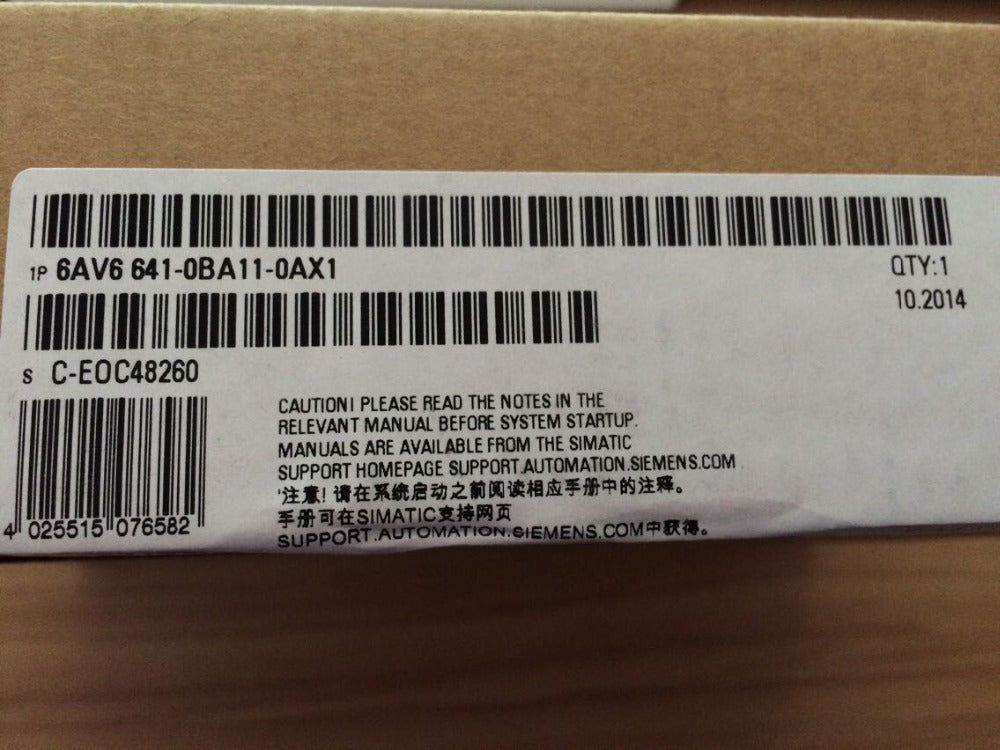 1P 6AV6 641-0BA11-0AX1
QTY:1
10.2014
S C-EOC48260
CAUTION! PLEASE READ THE NOTES IN THE
RELEVANT MANUAL BEFORE SYSTEM STARTUP.
MANUALS ARE AVAILABLE FROM THE SIMATIC
SUPPORT HOMEPAGE SUPPORT.AUTOMATION.SIEMENS.COM
注意! 请在系统启动之前阅读相应手册中的注释。
手册可在SIMATIC支持网页
SUPPORT.AUTOMATION.SIEMENS.COM中获得。
4 025515 076582